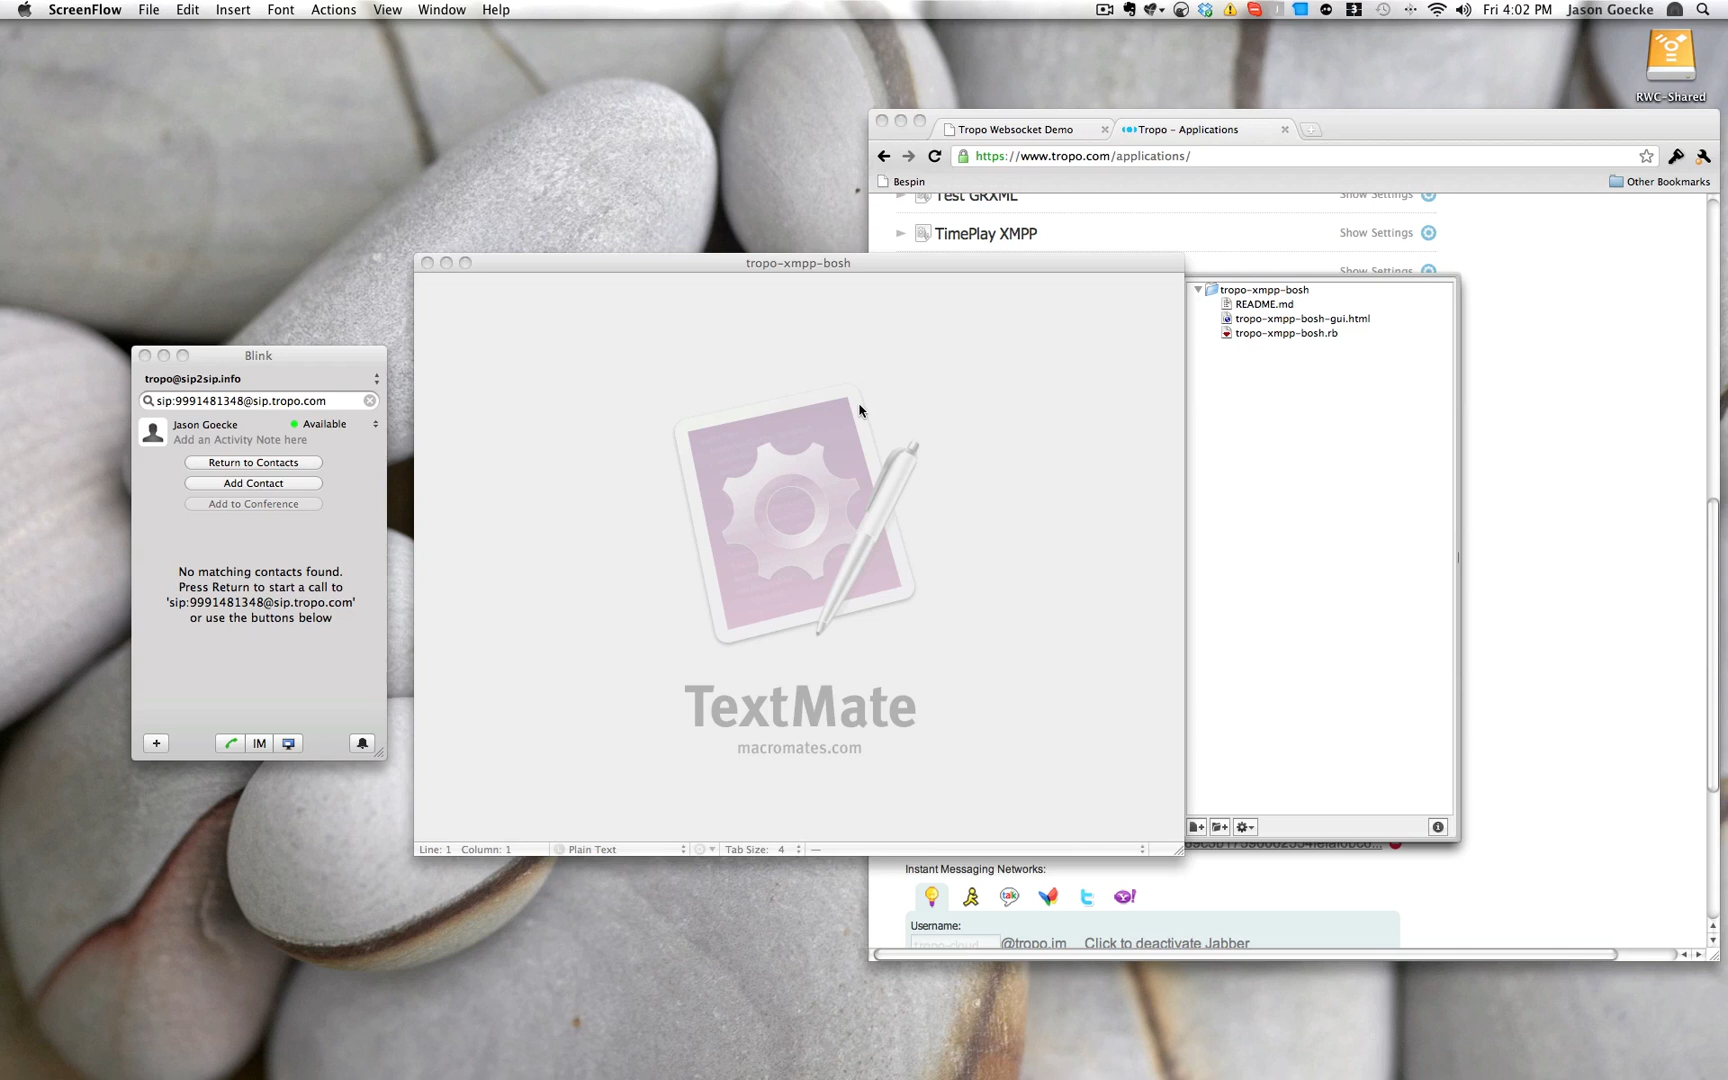 ScreenFlow File Edit Insert Font Actions View Window Help
3 Fri 4:02 PM Jason Goecke
RWC-Shared
Tropo Websocket Demo
Tropo – Applications
https://www.tropo.com/applications/
Bespin
Other Bookmarks
Test GRXML Show Settings
TimePlay XMPP Show Settings
Show Settings
tropo-xmpp-bosh
tropo-xmpp-bosh
README.md
tropo-xmpp-bosh-gui.html
tropo-xmpp-bosh.rb
Blink
tropo@sip2sip.info
sip:9991481348@sip.tropo.com
Jason Goecke Available
Add an Activity Note here
Return to Contacts
Add Contact
Add to Conference
No matching contacts found.
Press Return to start a call to
'sip:9991481348@sip.tropo.com'
or use the buttons below
IM
TextMate
macromates.com
Line: 1 Column: 1 Plain Text Tab Size: 4 —
Instant Messaging Networks:
talk
Username:
tropo-cloud @tropo.im Click to deactivate Jabber